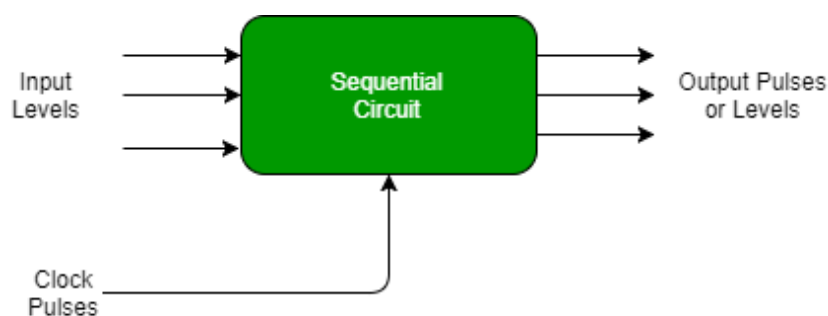 Input
Levels
Sequential
Circuit
Output Pulses
or Levels
Clock
Pulses